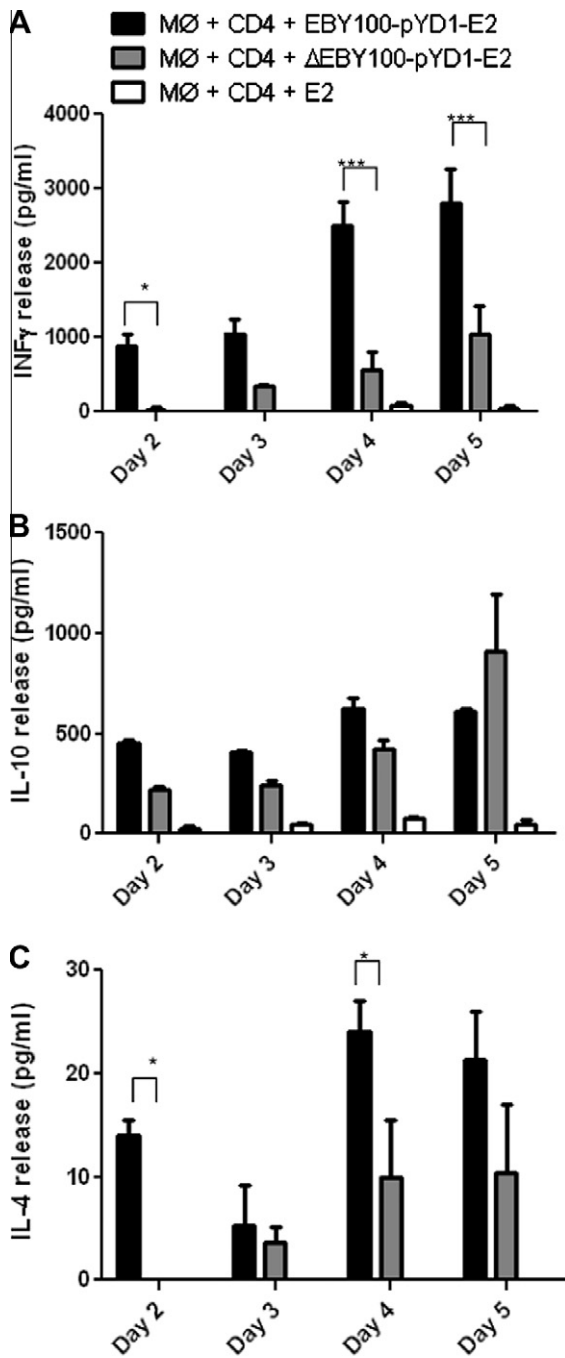 A
MØ + CD4 + EBY100-pYD1-E2
MØ + CD4 + ΔEBY100-pYD1-E2
MØ + CD4 + E2
INFγ release (pg/ml)
4000
3000
2000
1000
0
*
***
***
Day 2
Day 3
Day 4
Day 5
B
IL-10 release (pg/ml)
1500
1000
500
0
Day 2
Day 3
Day 4
Day 5
C
IL-4 release (pg/ml)
30
20
10
0
*
*
Day 2
Day 3
Day 4
Day 5